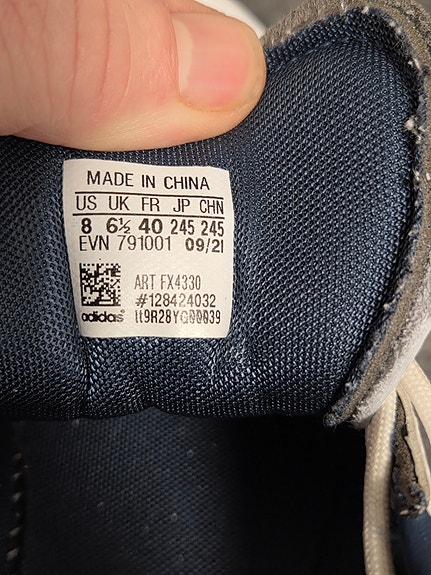 MADE IN CHINA
US UK FR JP CHN
8 6½ 40 245 245
EVN 791001 09/21
ART FX4330
#128424032
adidas® lt9R28YG00039